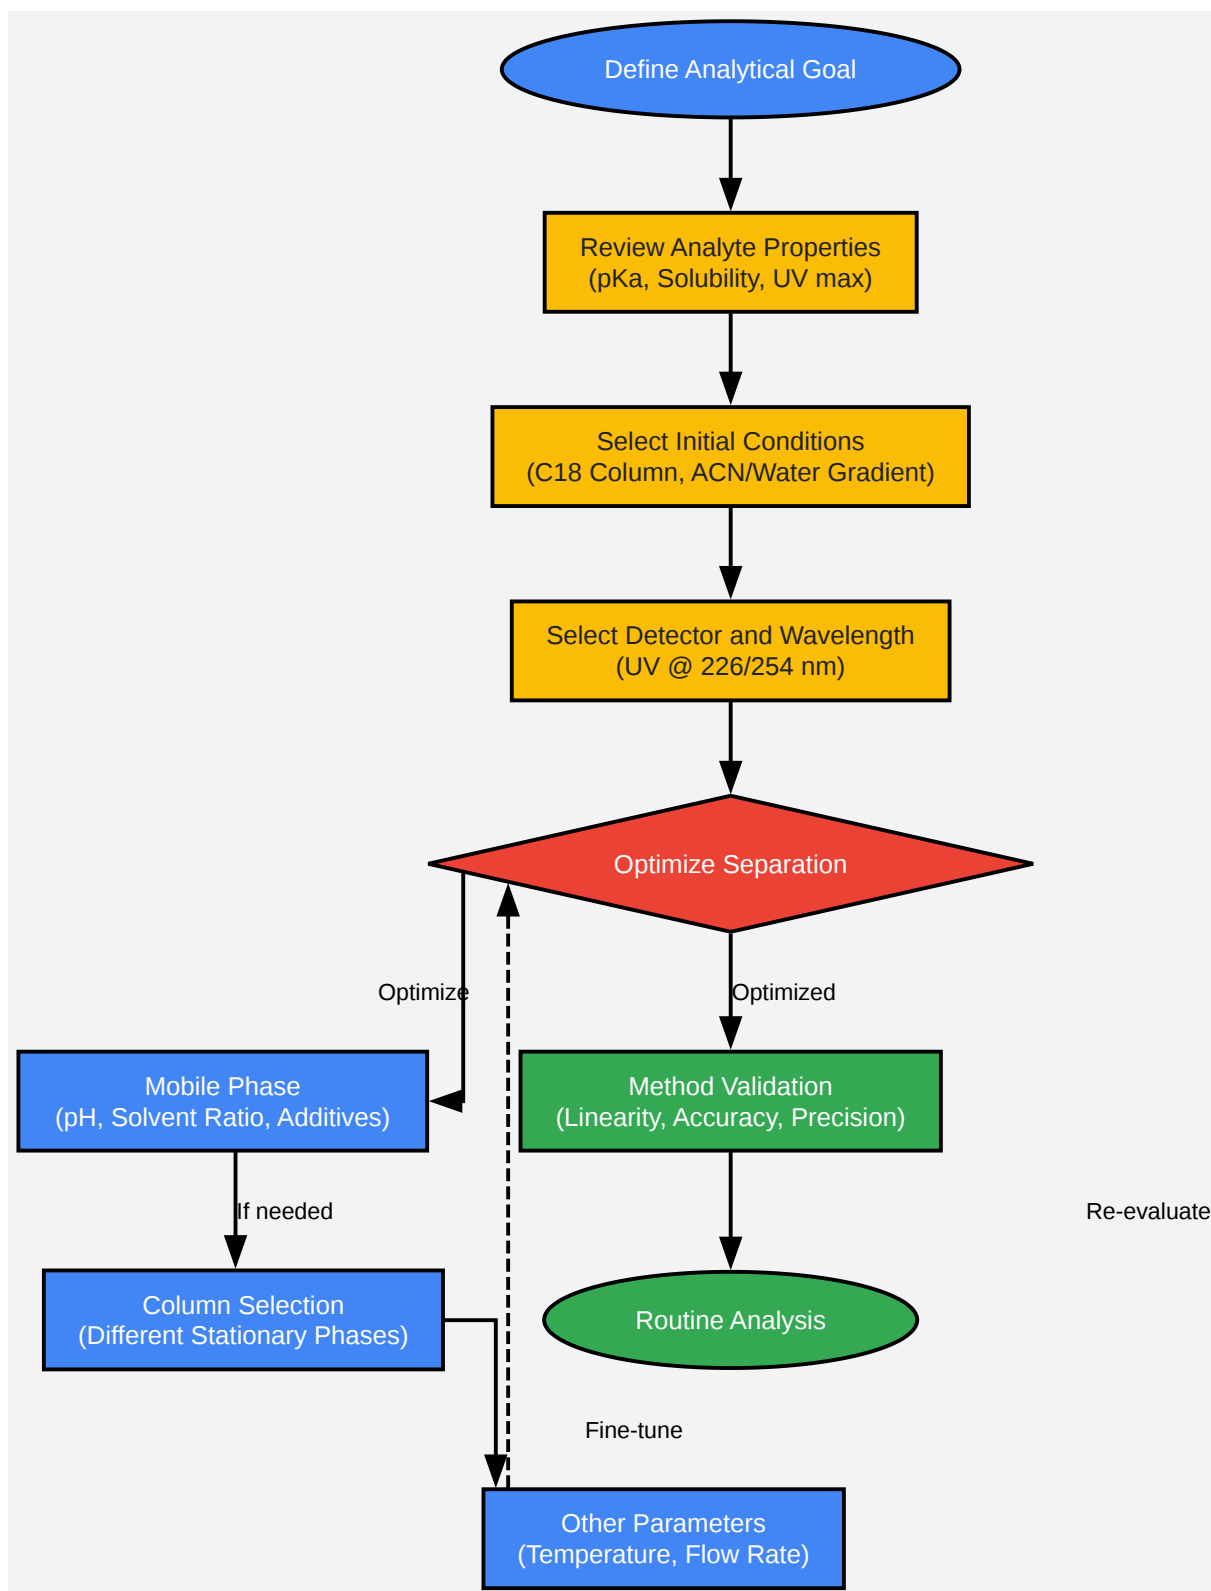 Define Analytical Goal
Review Analyte Properties
(pKa, Solubility, UV max)
Select Initial Conditions
(C18 Column, ACN/Water Gradient)
Select Detector and Wavelength
(UV @ 226/254 nm)
Optimize Separation
Optimize
Optimized
Mobile Phase
(pH, Solvent Ratio, Additives)
Method Validation
(Linearity, Accuracy, Precision)
If needed
Re-evaluate
Column Selection
(Different Stationary Phases)
Routine Analysis
Fine-tune
Other Parameters
(Temperature, Flow Rate)